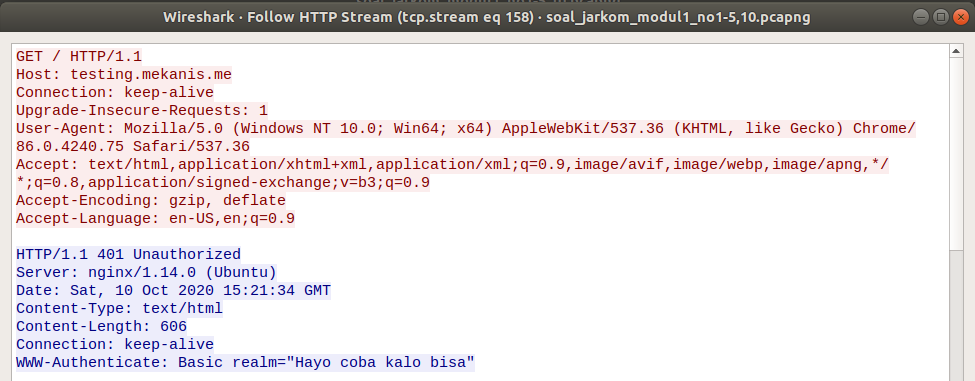 Wireshark · Follow HTTP Stream (tcp.stream eq 158) · soal_jarkom_modul1_no1-5,10.pcapng
GET / HTTP/1.1
Host: testing.mekanis.me
Connection: keep-alive
Upgrade-Insecure-Requests: 1
User-Agent: Mozilla/5.0 (Windows NT 10.0; Win64; x64) AppleWebKit/537.36 (KHTML, like Gecko) Chrome/
86.0.4240.75 Safari/537.36
Accept: text/html,application/xhtml+xml,application/xml;q=0.9,image/avif,image/webp,image/apng,*/
*;q=0.8,application/signed-exchange;v=b3;q=0.9
Accept-Encoding: gzip, deflate
Accept-Language: en-US,en;q=0.9
HTTP/1.1 401 Unauthorized
Server: nginx/1.14.0 (Ubuntu)
Date: Sat, 10 Oct 2020 15:21:34 GMT
Content-Type: text/html
Content-Length: 606
Connection: keep-alive
WWW-Authenticate: Basic realm="Hayo coba kalo bisa"